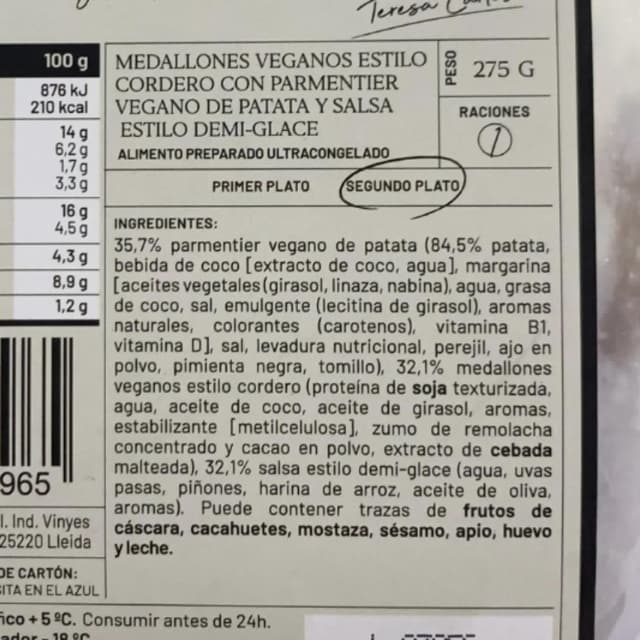 Teresa
100 g
876 kJ
210 kcal
14 g
6,2 g
1,7 g
3,3 g
16 g
4,5 g
4,3 g
8,9 g
1,2 g
965
l. Ind. Vinyes
25220 Lleida
DE CARTÓN:
SITA EN EL AZUL
MEDALLONES VEGANOS ESTILO
CORDERO CON PARMENTIER
VEGANO DE PATATA Y SALSA
ESTILO DEMI-GLACE
ALIMENTO PREPARADO ULTRACONGELADO
PESO
275 G
RACIONES
1
PRIMER PLATO
SEGUNDO PLATO
INGREDIENTES:
35,7% parmentier vegano de patata (84,5% patata,
bebida de coco [extracto de coco, agua], margarina
[aceites vegetales (girasol, linaza, nabina), agua, grasa
de coco, sal, emulgente (lecitina de girasol), aromas
naturales, colorantes (carotenos), vitamina B1,
vitamina D], sal, levadura nutricional, perejil, ajo en
polvo, pimienta negra, tomillo), 32,1% medallones
veganos estilo cordero (proteína de soja texturizada,
agua, aceite de coco, aceite de girasol, aromas,
estabilizante [metilcelulosa], zumo de remolacha
concentrado y cacao en polvo, extracto de cebada
malteada), 32,1% salsa estilo demi-glace (agua, uvas
pasas, piñones, harina de arroz, aceite de oliva,
aromas). Puede contener trazas de frutos de
cáscara, cacahuetes, mostaza, sésamo, apio, huevo
y leche.
fico + 5 ºC. Consumir antes de 24h.